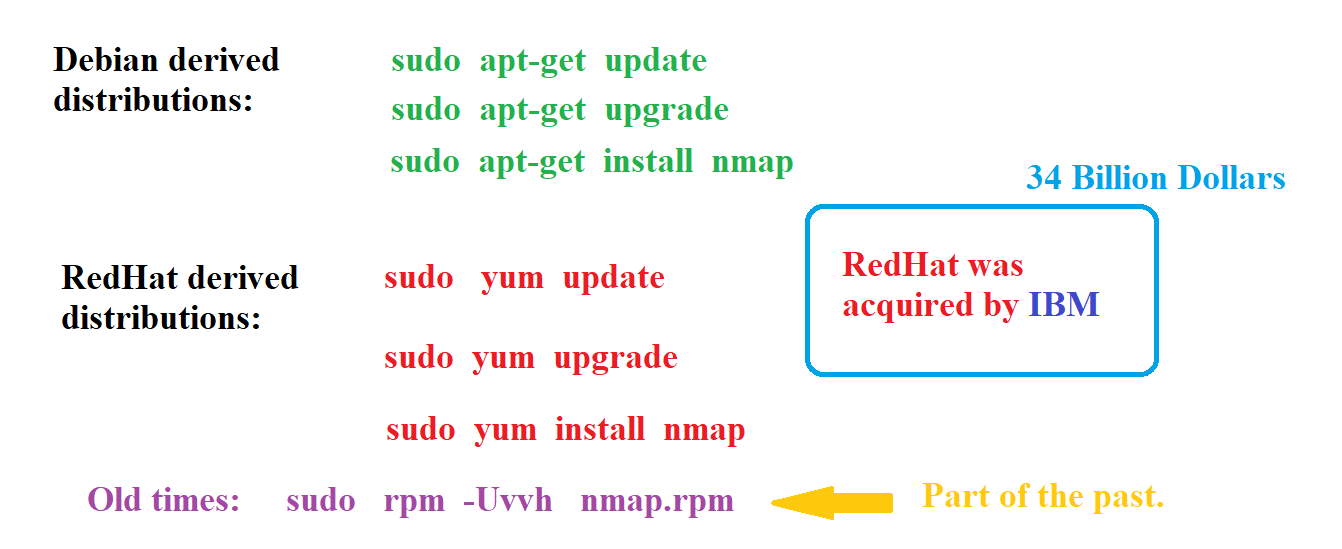 Debian derived
distributions:
sudo apt-get update
sudo apt-get upgrade
sudo apt-get install nmap
34 Billion Dollars
RedHat was
acquired by IBM
RedHat derived
distributions:
sudo yum update
sudo yum upgrade
sudo yum install nmap
Old times: sudo rpm -Uvvh nmap.rpm
Part of the past.